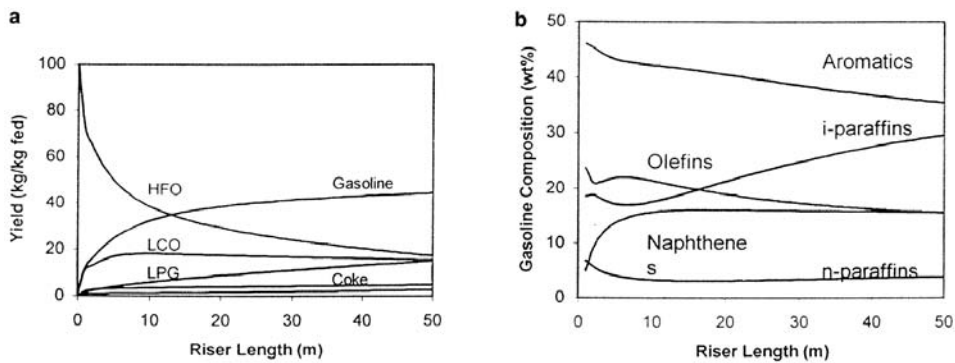 a
Yield (kg/kg fed)
100
80
60
40
20
0
HFO
Gasoline
LCO
LPG
Coke
0 10 20 30 40 50
Riser Length (m)
b
Gasoline Composition (wt%)
50
40
30
20
10
0
Aromatics
i-paraffins
Olefins
Naphthene
s
n-paraffins
0 10 20 30 40 50
Riser Length (m)